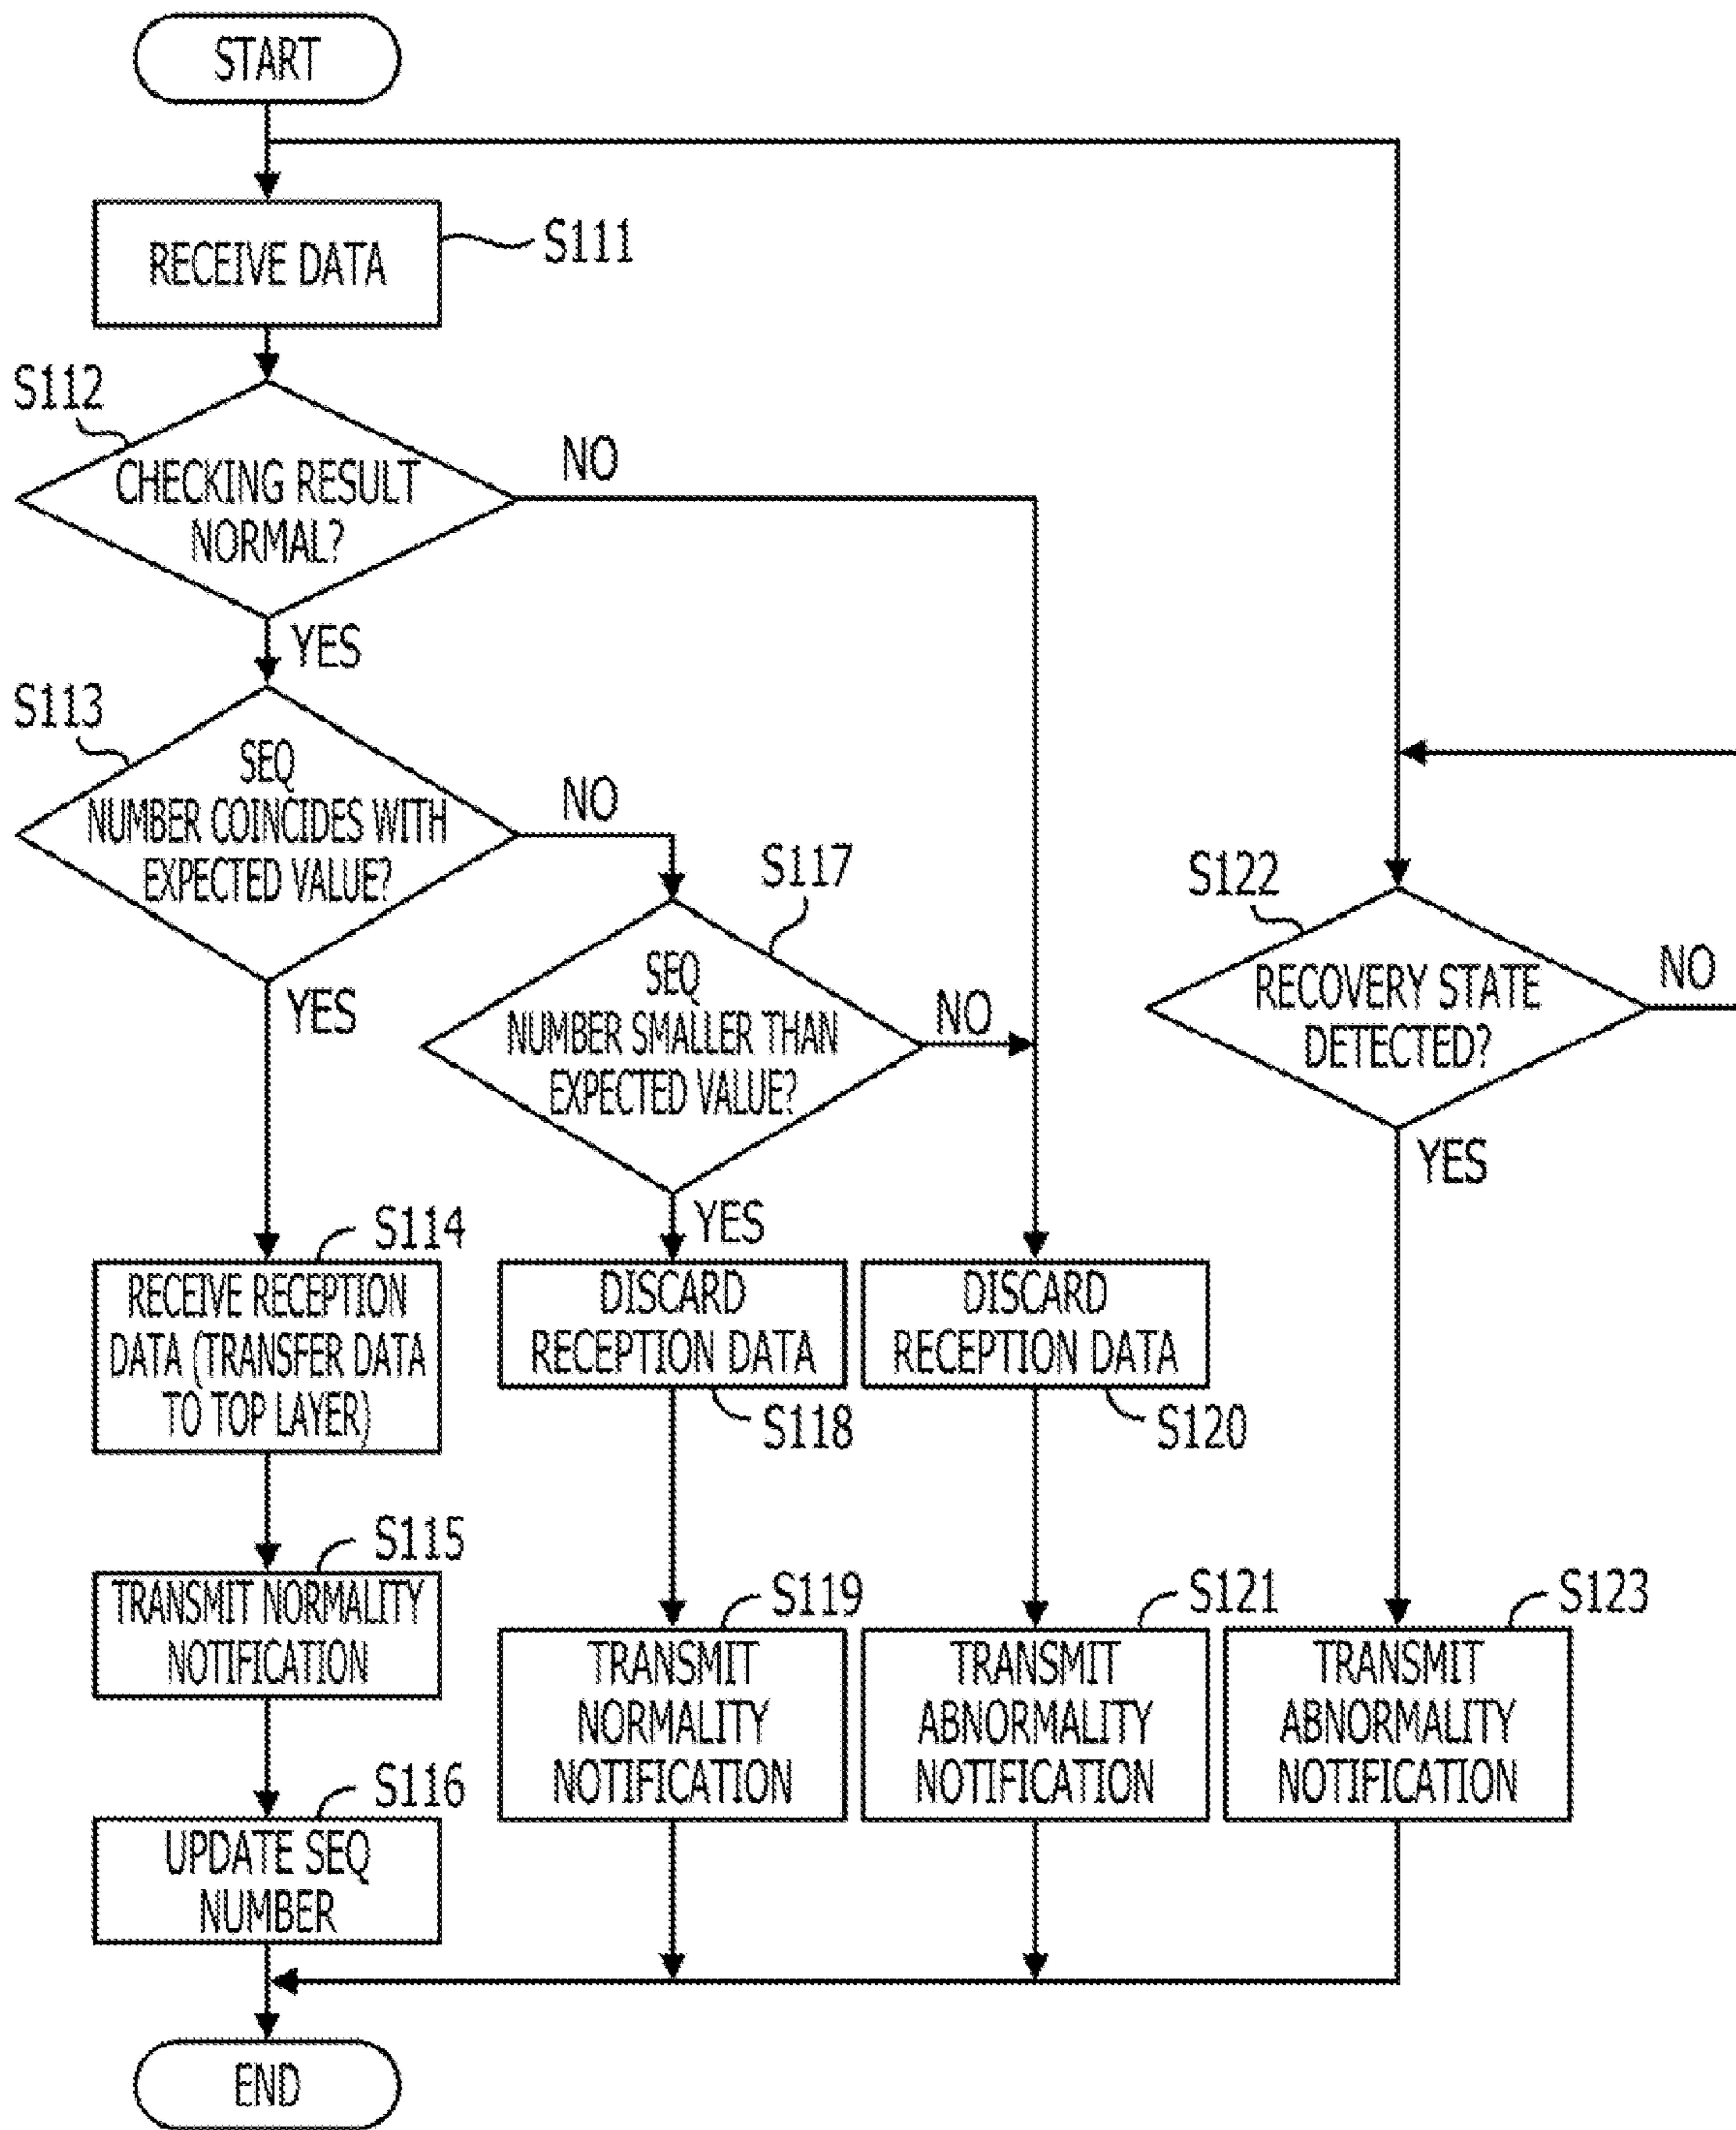 START
RECEIVE DATA
S111
S112
CHECKING RESULT
NORMAL?
NO
YES
S113
SEQ
NUMBER COINCIDES WITH
EXPECTED VALUE?
NO
YES
S117
SEQ
NUMBER SMALLER THAN
EXPECTED VALUE?
NO
YES
S122
RECOVERY STATE
DETECTED?
NO
YES
S114
RECEIVE RECEPTION
DATA (TRANSFER DATA
TO TOP LAYER)
DISCARD
RECEPTION DATA
S118
DISCARD
RECEPTION DATA
S120
S115
TRANSMIT NORMALITY
NOTIFICATION
S119
TRANSMIT
NORMALITY
NOTIFICATION
S121
TRANSMIT
ABNORMALITY
NOTIFICATION
S123
TRANSMIT
ABNORMALITY
NOTIFICATION
S116
UPDATE SEQ
NUMBER
END